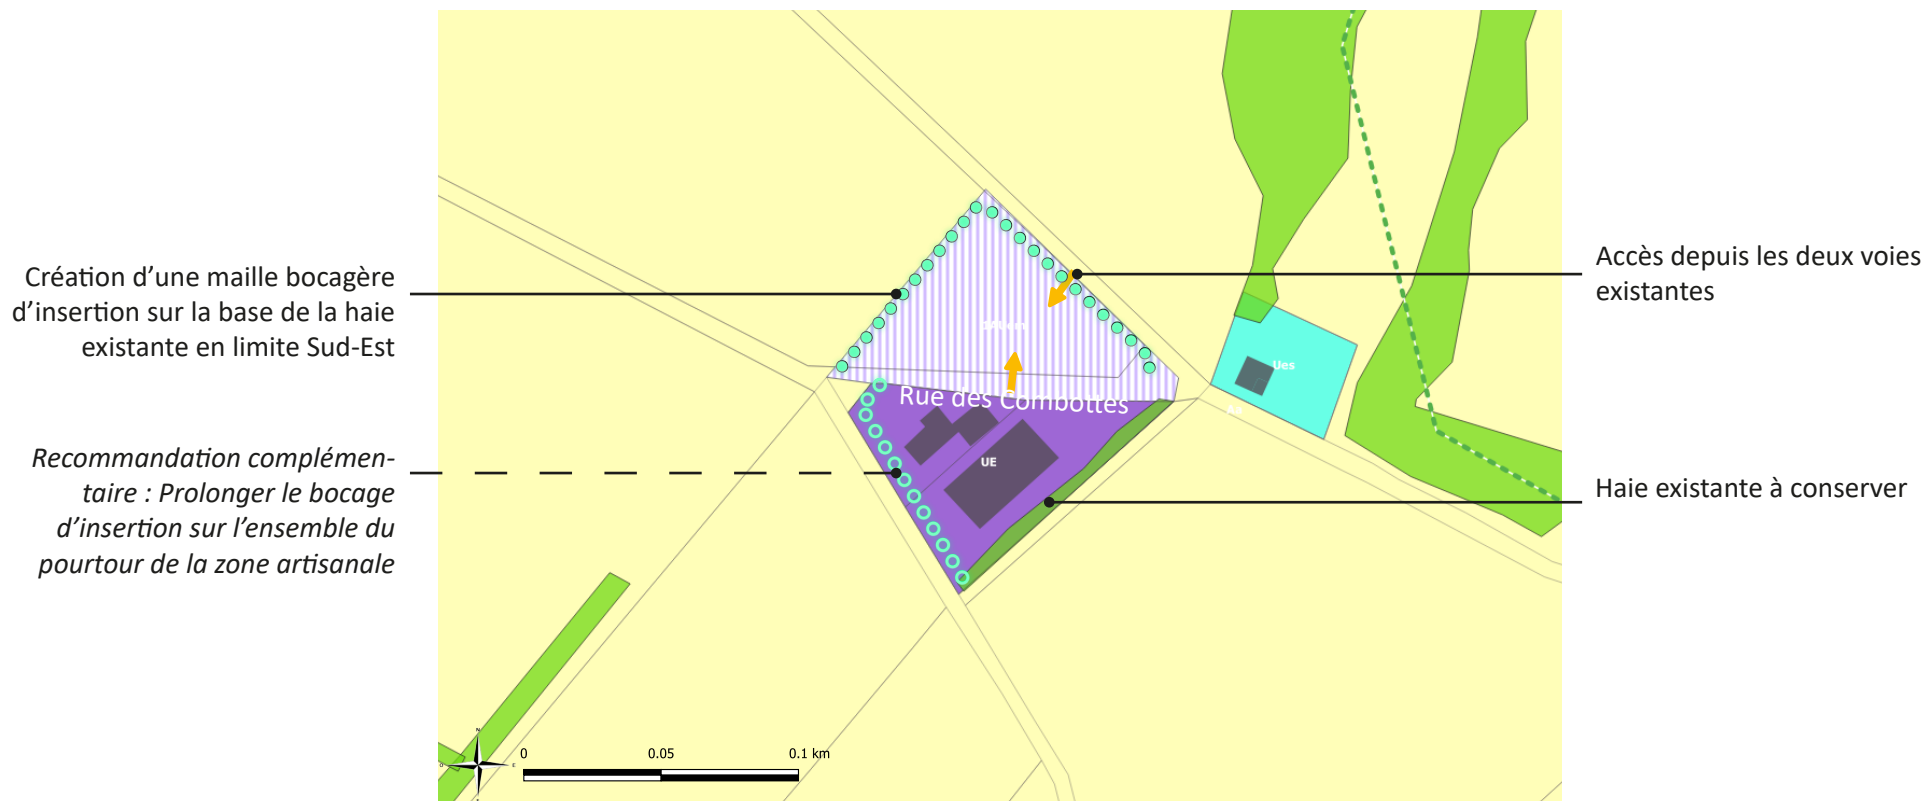 Création d’une maille bocagère
d’insertion sur la base de la haie
existante en limite Sud-Est
Recommandation complémen-
taire : Prolonger le bocage
d’insertion sur l’ensemble du
pourtour de la zone artisanale
Accès depuis les deux voies
existantes
Haie existante à conserver
Rue des Combottes
UE
Ues
0
0.05
0.1 km